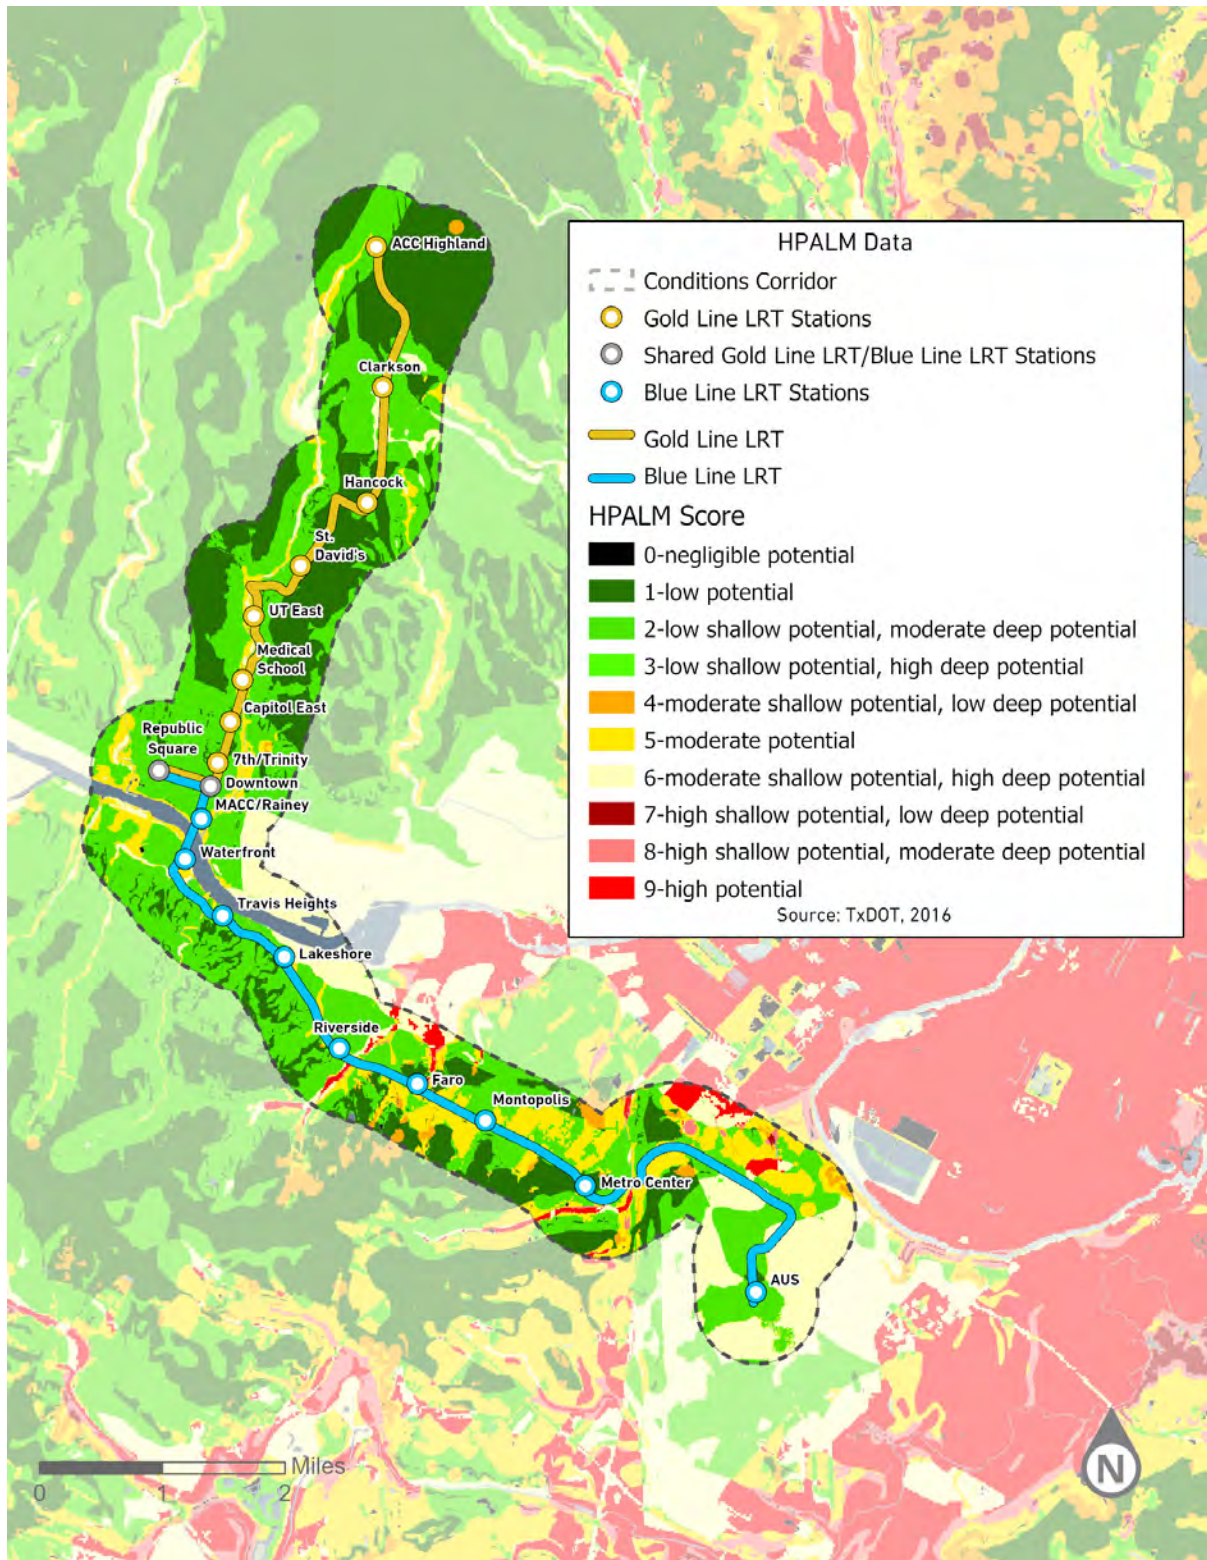 HPALM Data
Conditions Corridor
Gold Line LRT Stations
Shared Gold Line LRT/Blue Line LRT Stations
Blue Line LRT Stations
Gold Line LRT
Blue Line LRT
HPALM Score
0-negligible potential
1-low potential
2-low shallow potential, moderate deep potential
3-low shallow potential, high deep potential
4-moderate shallow potential, low deep potential
5-moderate potential
6-moderate shallow potential, high deep potential
7-high shallow potential, low deep potential
8-high shallow potential, moderate deep potential
9-high potential
Source: TxDOT, 2016
ACC Highland
Clarkson
Hancock
St.
David's
UT East
Medical
School
Capitol East
Republic
Square
7th/Trinity
Downtown
MACC/Rainey
Waterfront
Travis Heights
Lakeshore
Riverside
Faro
Montopolis
Metro Center
AUS
Miles
0 1 2
N